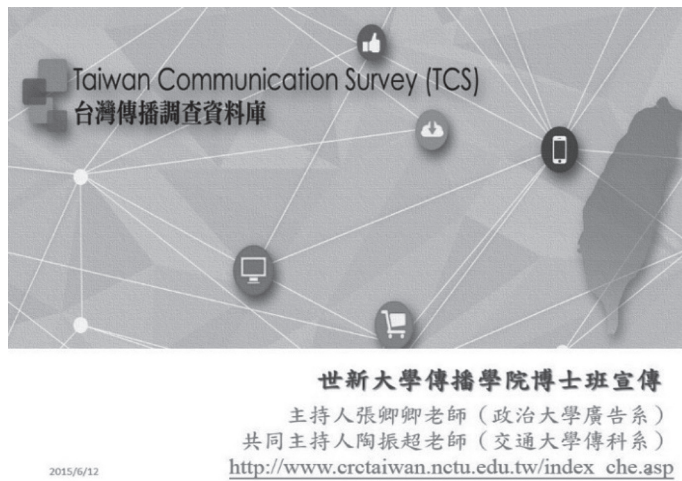 Taiwan Communication Survey (TCS)
台灣傳播調查資料庫
世新大學傳播學院博士班宣傳
主持人張卿卿老師（政治大學廣告系）
共同主持人陶振超老師（交通大學傳科系）
2015/6/12
http://www.crctaiwan.nctu.edu.tw/index_che.asp